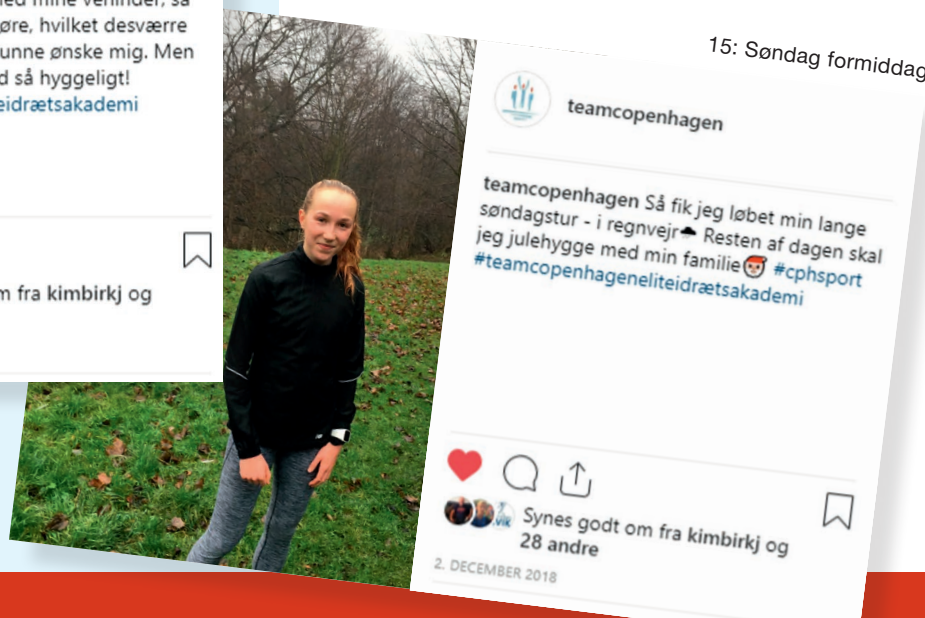 ed mine veninder, så
øre, hvilket desværre
unne ønske mig. Men
d så hyggeligt!
eidrætsakademi
m fra kimbirkj og
15: Søndag formiddag
teamcopenhagen
teamcopenhagen Så fik jeg løbet min lange
søndagstur - i regnvejr Resten af dagen skal
jeg julehygge med min familie #cphsport
#teamcopenhageneliteidrætsakademi
VIK
Synes godt om fra kimbirkj og
28 andre
2. DECEMBER 2018